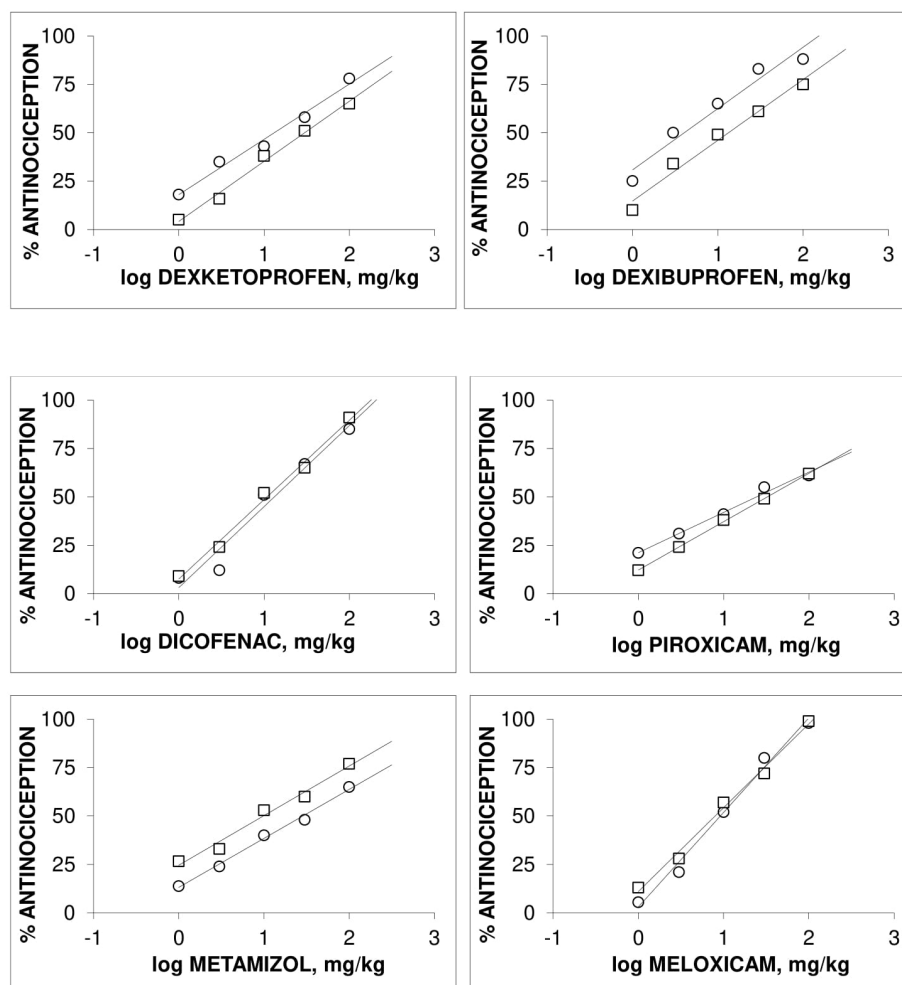 % ANTINOCICEPTION
100
75
50
25
0
-1 0 1 2 3
log DEXKETOPROFEN, mg/kg
% ANTINOCICEPTION
100
75
50
25
0
-1 0 1 2 3
log DEXIBUPROFEN, mg/kg
% ANTINOCICEPTION
100
75
50
25
0
-1 0 1 2 3
log DICOFENAC, mg/kg
% ANTINOCICEPTION
100
75
50
25
0
-1 0 1 2 3
log PIROXICAM, mg/kg
% ANTINOCICEPTION
100
75
50
25
0
-1 0 1 2 3
log METAMIZOL, mg/kg
% ANTINOCICEPTION
100
75
50
25
0
-1 0 1 2 3
log MELOXICAM, mg/kg